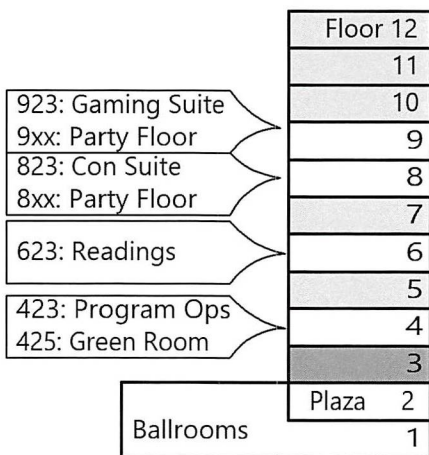 Floor 12
11
10
923: Gaming Suite
9xx: Party Floor
9
823: Con Suite
8xx: Party Floor
8
7
623: Readings
6
5
423: Program Ops
425: Green Room
4
3
Plaza 2
Ballrooms 1